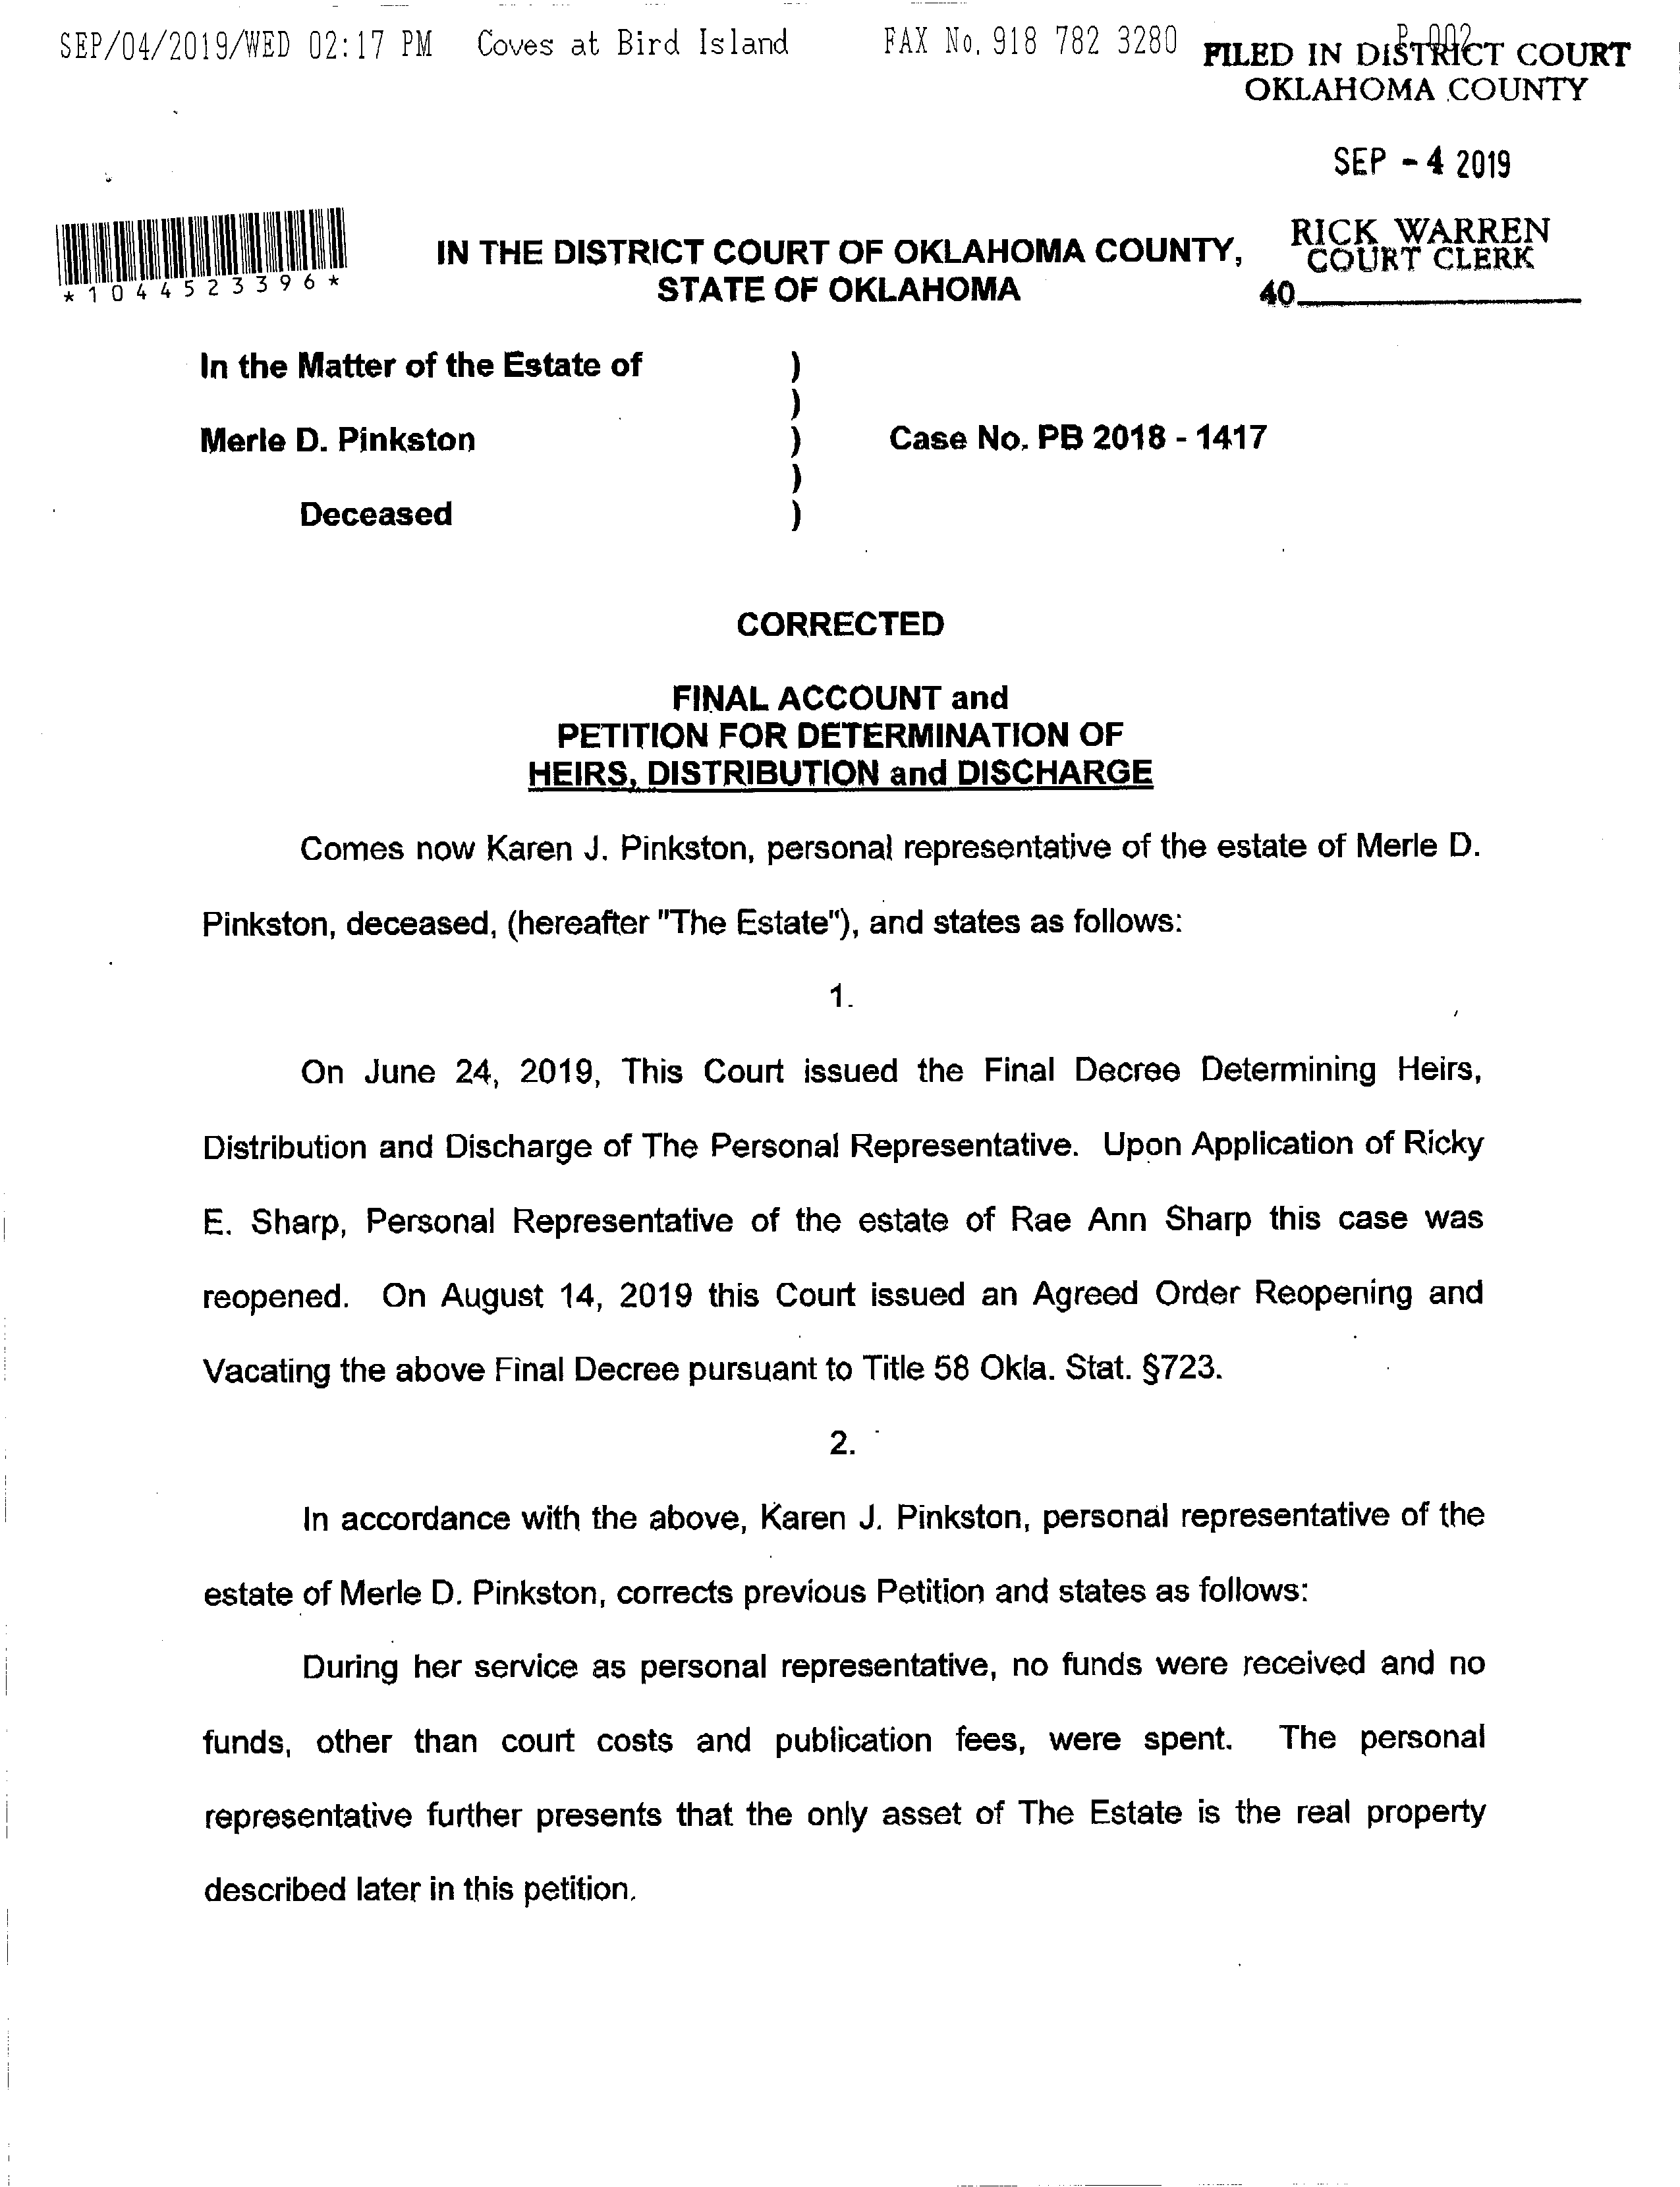 SEP/04/2019/WED 02:17 PM Coves at Bird Island FAX No. 918 782 3280 P. 002
FILED IN DISTRICT COURT
OKLAHOMA COUNTY
SEP - 4 2019
RICK WARREN
COURT CLERK
40
*1044523396*
IN THE DISTRICT COURT OF OKLAHOMA COUNTY,
STATE OF OKLAHOMA
In the Matter of the Estate of )
)
Merle D. Pinkston ) Case No. PB 2018 - 1417
)
Deceased )
CORRECTED
FINAL ACCOUNT and
PETITION FOR DETERMINATION OF
HEIRS, DISTRIBUTION and DISCHARGE
Comes now Karen J. Pinkston, personal representative of the estate of Merle D.
Pinkston, deceased, (hereafter "The Estate"), and states as follows:
1.
On June 24, 2019, This Court issued the Final Decree Determining Heirs,
Distribution and Discharge of The Personal Representative. Upon Application of Ricky
E. Sharp, Personal Representative of the estate of Rae Ann Sharp this case was
reopened. On August 14, 2019 this Court issued an Agreed Order Reopening and
Vacating the above Final Decree pursuant to Title 58 Okla. Stat. §723.
2.
In accordance with the above, Karen J. Pinkston, personal representative of the
estate of Merle D. Pinkston, corrects previous Petition and states as follows:
During her service as personal representative, no funds were received and no
funds, other than court costs and publication fees, were spent. The personal
representative further presents that the only asset of The Estate is the real property
described later in this petition.